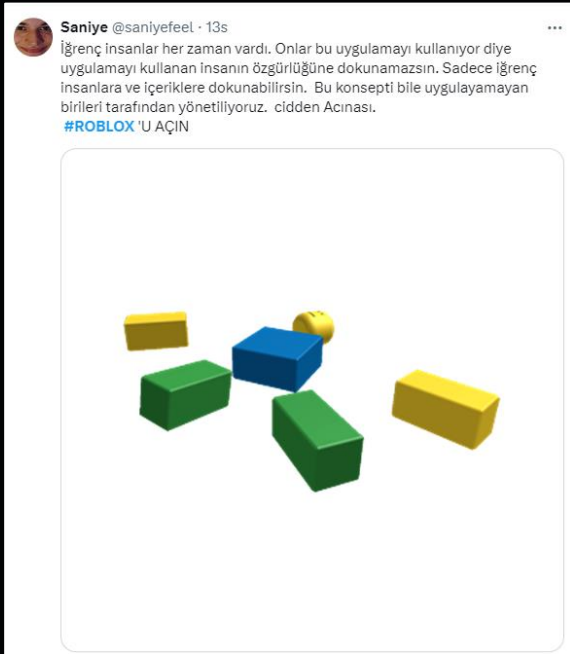 Saniye @saniyefeel · 13s
İğrenç insanlar her zaman vardı. Onlar bu uygulamayı kullanıyor diye
uygulamayı kullanan insanın özgürlüğüne dokunamazsın. Sadece iğrenç
insanlara ve içeriklere dokunabilirsin. Bu konsepti bile uygulayamayan
birileri tarafından yönetiliyoruz. cidden Acınası.
#ROBLOX 'U AÇIN